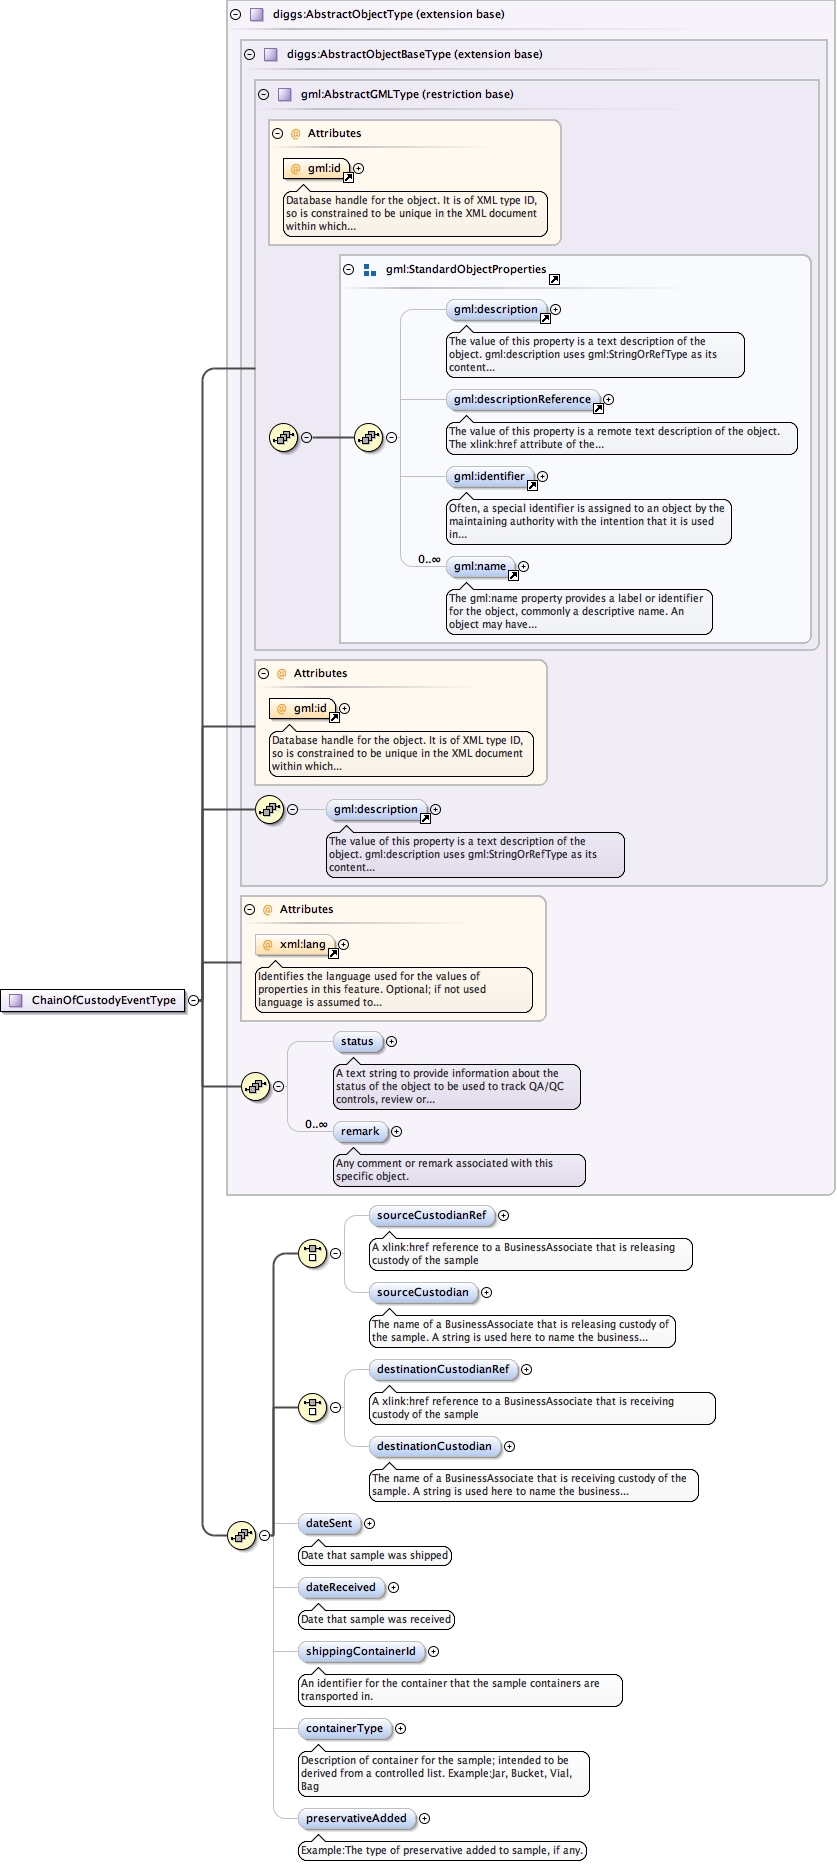 diggs:AbstractObjectType (extension base)
diggs:AbstractObjectBaseType (extension base)
gml:AbstractGMLType (restriction base)
@ Attributes
@ gml:id
Database handle for the object. It is of XML type ID,
so is constrained to be unique in the XML document
within which...
gml:StandardObjectProperties
gml:description
The value of this property is a text description of the
object. gml:description uses gml:StringOrRefType as its
content...
gml:descriptionReference
The value of this property is a remote text description of the object.
The xlink:href attribute of the...
gml:identifier
Often, a special identifier is assigned to an object by the
maintaining authority with the intention that it is used
in...
0..∞
gml:name
The gml:name property provides a label or identifier
for the object, commonly a descriptive name. An
object may have...
@ Attributes
@ gml:id
Database handle for the object. It is of XML type ID,
so is constrained to be unique in the XML document
within which...
gml:description
The value of this property is a text description of the
object. gml:description uses gml:StringOrRefType as its
content...
@ Attributes
@ xml:lang
Identifies the language used for the values of
properties in this feature. Optional; if not used
language is assumed to...
ChainOfCustodyEventType
status
A text string to provide information about the
status of the object to be used to track QA/QC
controls, review or...
0..∞
remark
Any comment or remark associated with this
specific object.
sourceCustodianRef
A xlink:href reference to a BusinessAssociate that is releasing
custody of the sample
sourceCustodian
The name of a BusinessAssociate that is releasing custody of
the sample. A string is used here to name the business...
destinationCustodianRef
A xlink:href reference to a BusinessAssociate that is receiving
custody of the sample
destinationCustodian
The name of a BusinessAssociate that is receiving custody of the
sample. A string is used here to name the business...
dateSent
Date that sample was shipped
dateReceived
Date that sample was received
shippingContainerId
An identifier for the container that the sample containers are
transported in.
containerType
Description of container for the sample; intended to be
derived from a controlled list. Example;Jar, Bucket, Vial,
Bag
preservativeAdded
Example:The type of preservative added to sample, if any.